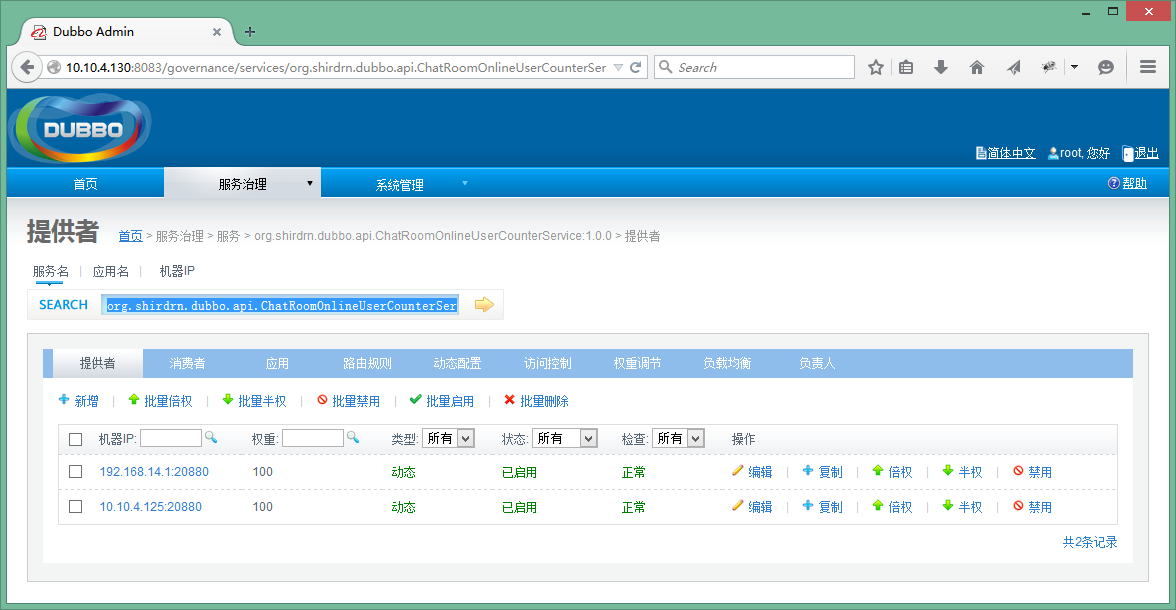 Dubbo Admin
10.10.4.130:8083/governance/services/org.shirdrn.dubbo.api.ChatRoomOnlineUserCounterSer
Search
DUBBO
简体中文 root, 您好 退出
首页 服务治理 系统管理 帮助
提供者 首页 > 服务治理 > 服务 > org.shirdrn.dubbo.api.ChatRoomOnlineUserCounterService:1.0.0 > 提供者
服务名 | 应用名 | 机器IP
SEARCH org.shirdrn.dubbo.api.ChatRoomOnlineUserCounterSer
提供者 消费者 应用 路由规则 动态配置 访问控制 权重调节 负载均衡 负责人
新增 | 批量倍权 | 批量半权 | 批量禁用 | 批量启用 | 批量删除
机器IP: 权重: 类型: 所有 状态: 所有 检查: 所有 操作
192.168.14.1:20880 100 动态 已启用 正常 编辑 | 复制 | 倍权 | 半权 | 禁用
10.10.4.125:20880 100 动态 已启用 正常 编辑 | 复制 | 倍权 | 半权 | 禁用
共2条记录